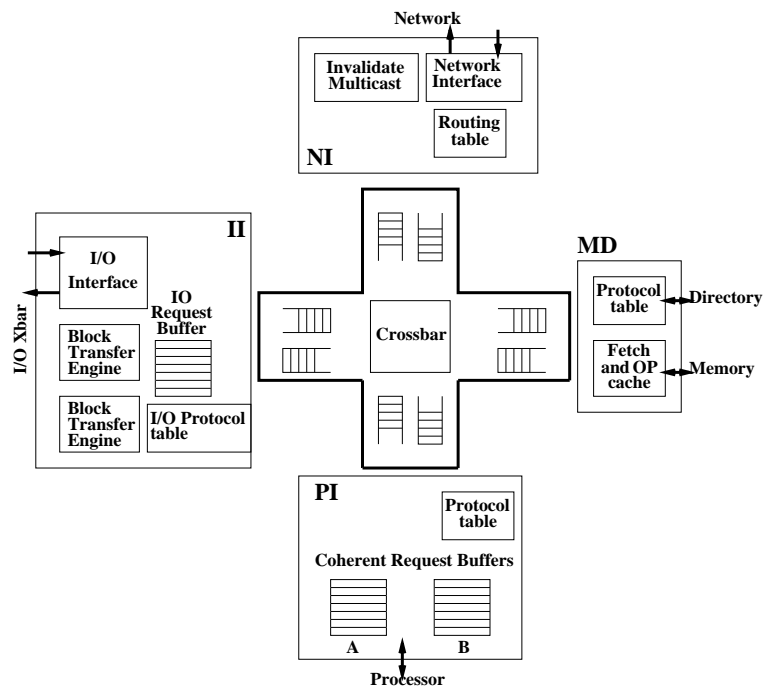 Network
Invalidate
Multicast
Network
Interface
Routing
table
NI
II
I/O
Interface
I/O Xbar
IO
Request
Buffer
Block
Transfer
Engine
Block
Transfer
Engine
I/O Protocol
table
Crossbar
MD
Protocol
table
Directory
Fetch
and OP
cache
Memory
PI
Protocol
table
Coherent Request Buffers
A
B
Processor